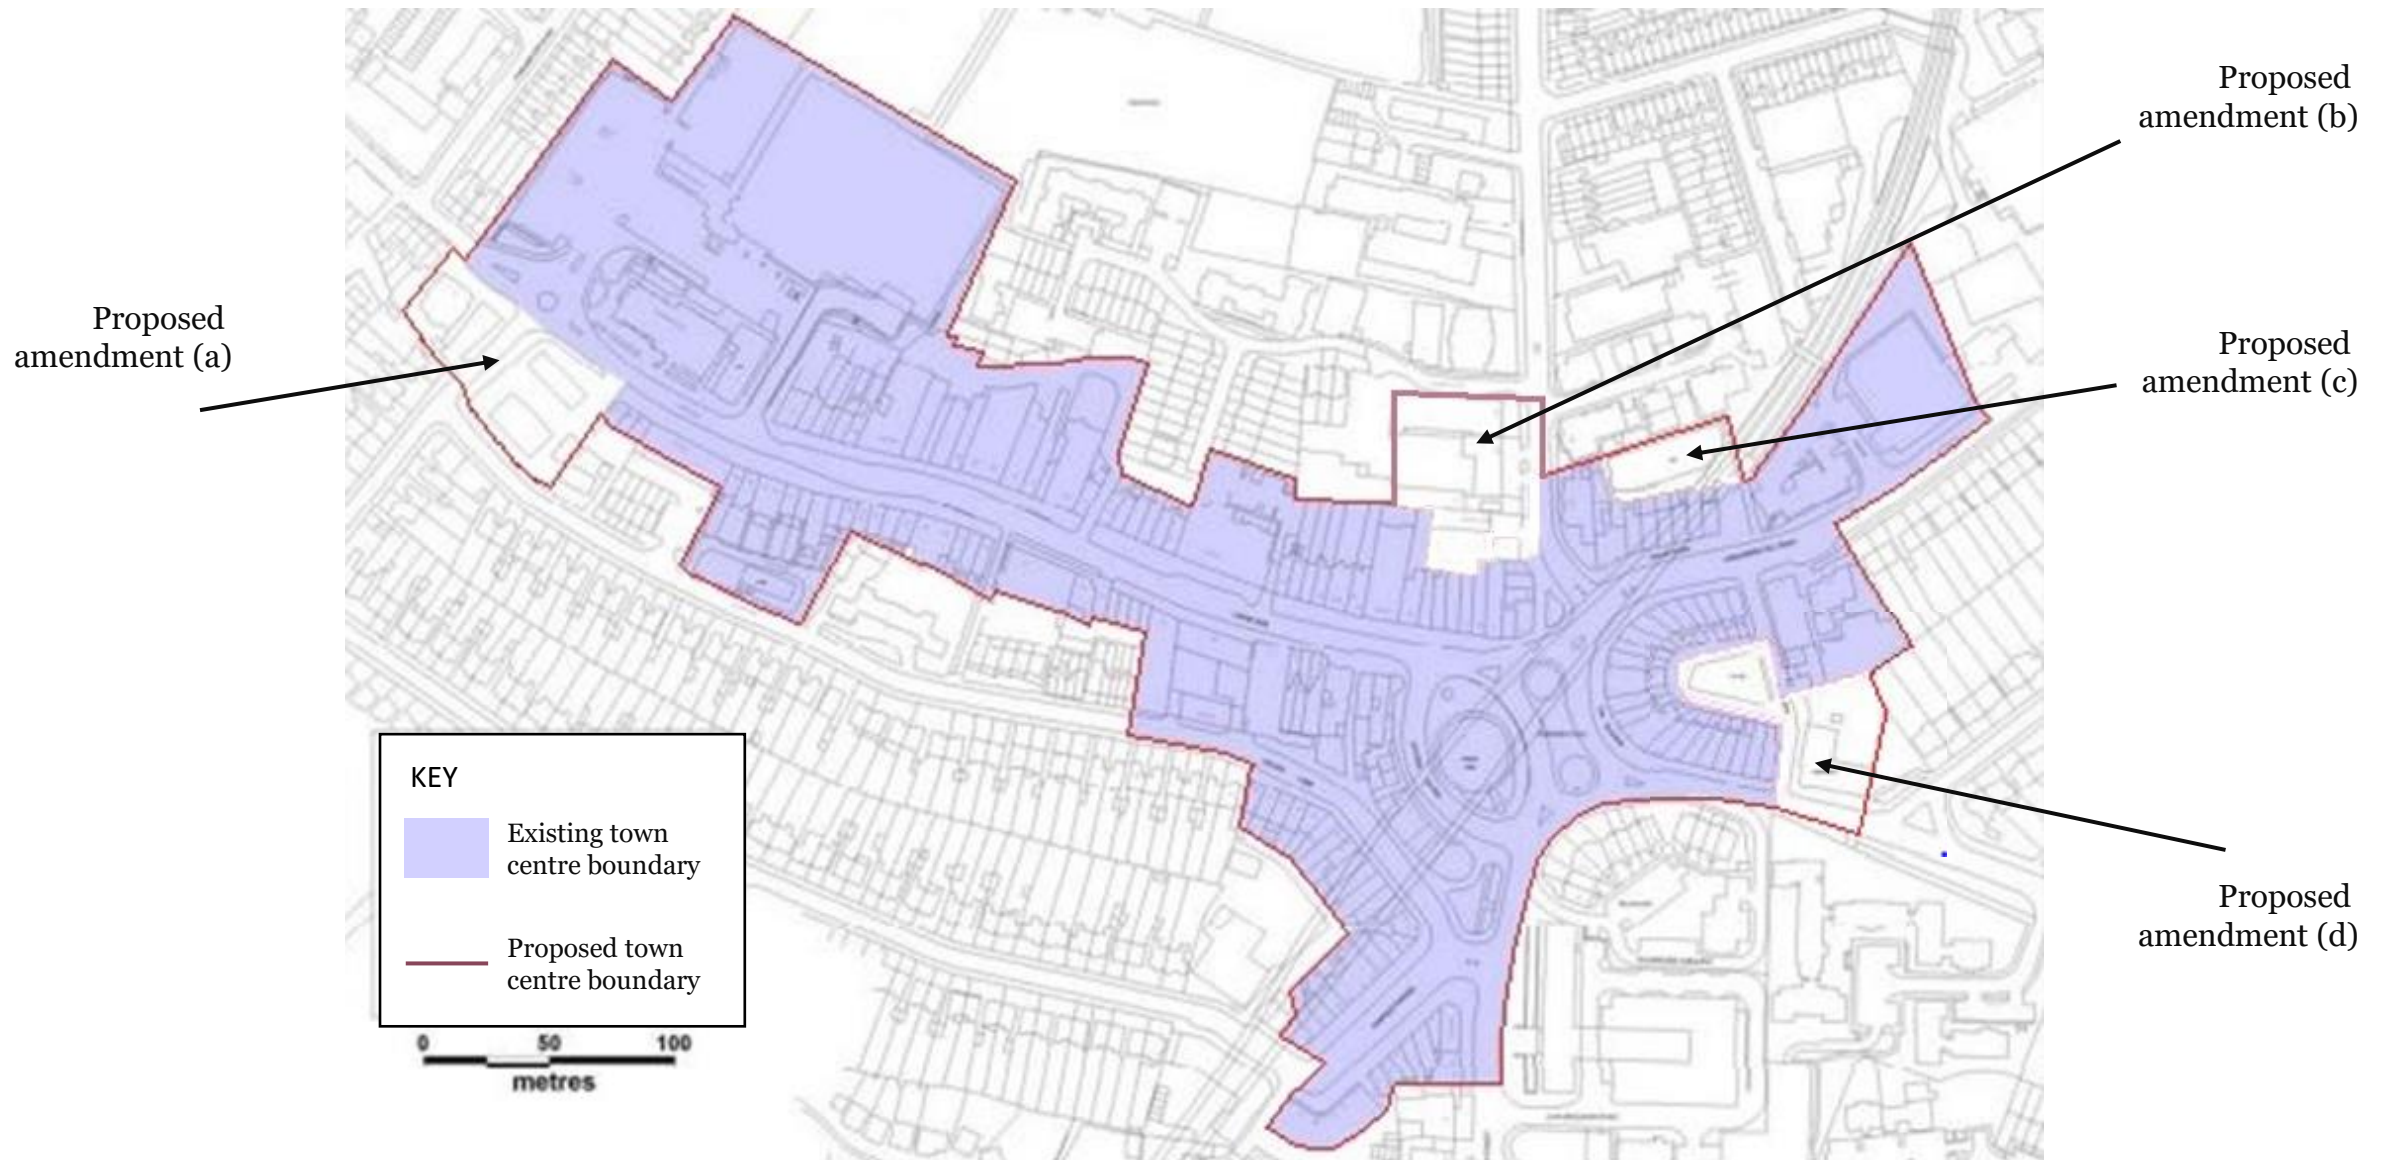 Proposed
amendment (b)
Proposed
amendment (a)
Proposed
amendment (c)
KEY
Existing town
centre boundary
Proposed town
centre boundary
Proposed
amendment (d)
0 50 100
metres